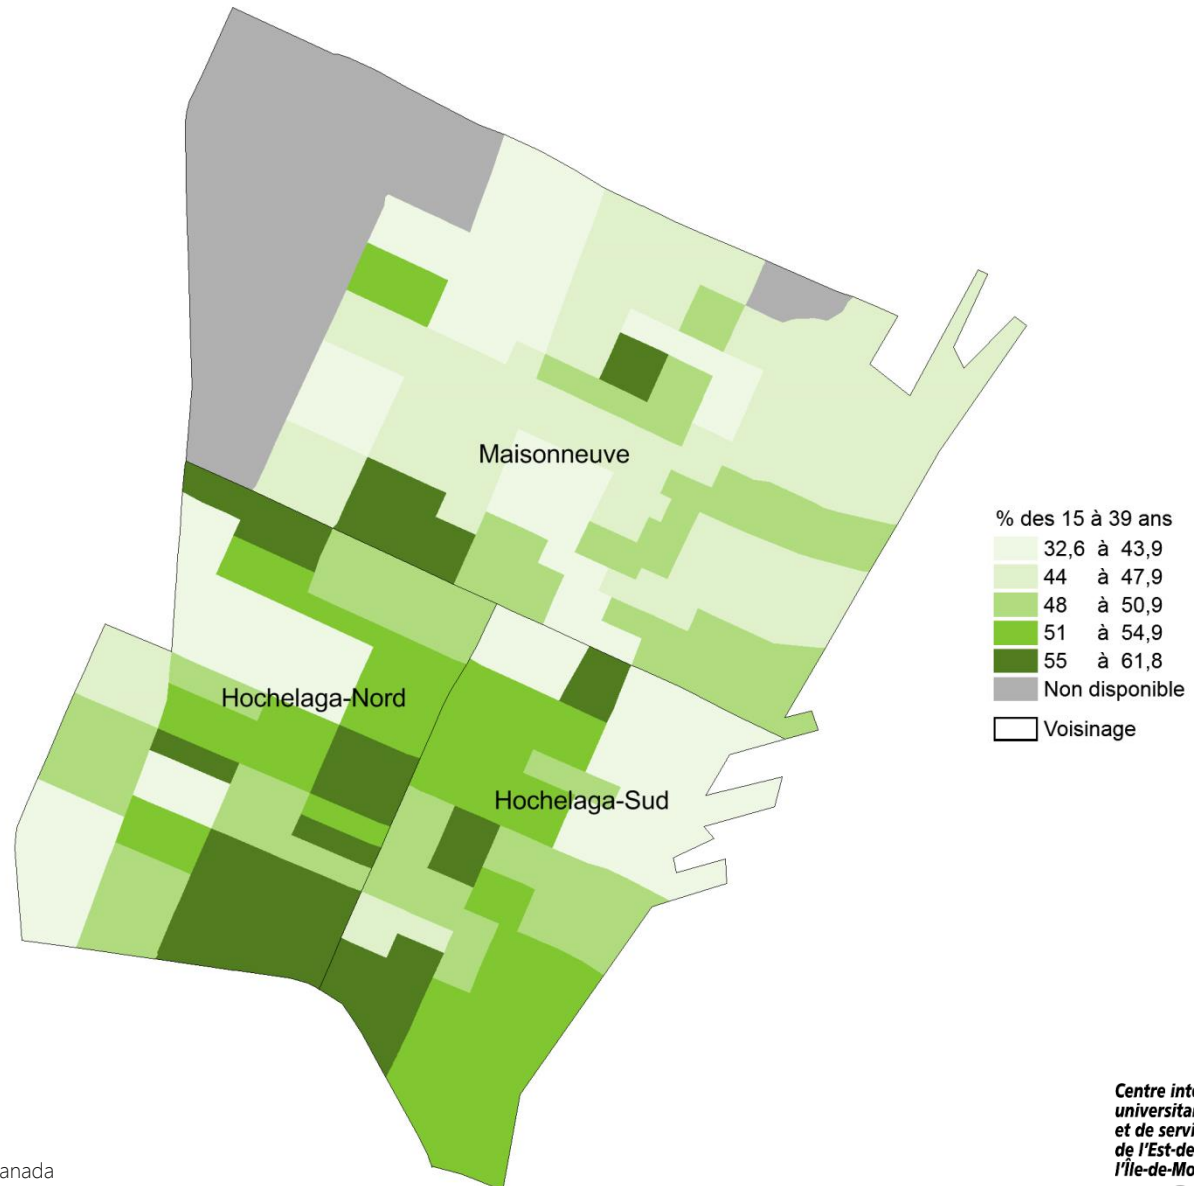 Maisonneuve
% des 15 à 39 ans
32,6 à 43,9
44 à 47,9
48 à 50,9
51 à 54,9
55 à 61,8
Non disponible
Voisinage
Hochelaga-Nord
Hochelaga-Sud
Centre inté
universitai
et de servi
de l'Est-de
l'Île-de-Mo
anada